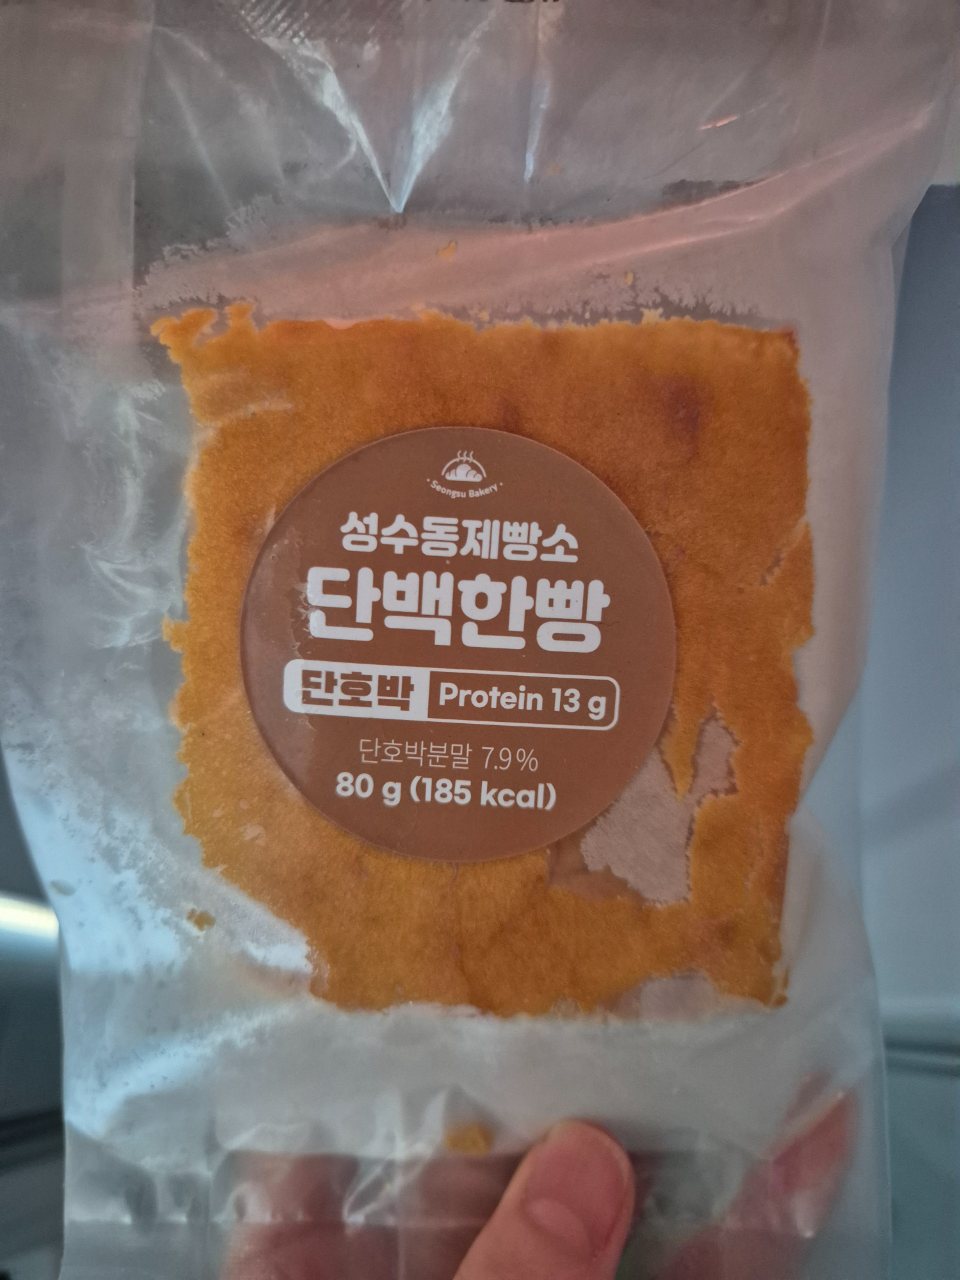 Seongsu Bakery
성수동제빵소
단백한빵
단호박 Protein 13 g
단호박분말 7.9%
80 g (185 kcal)